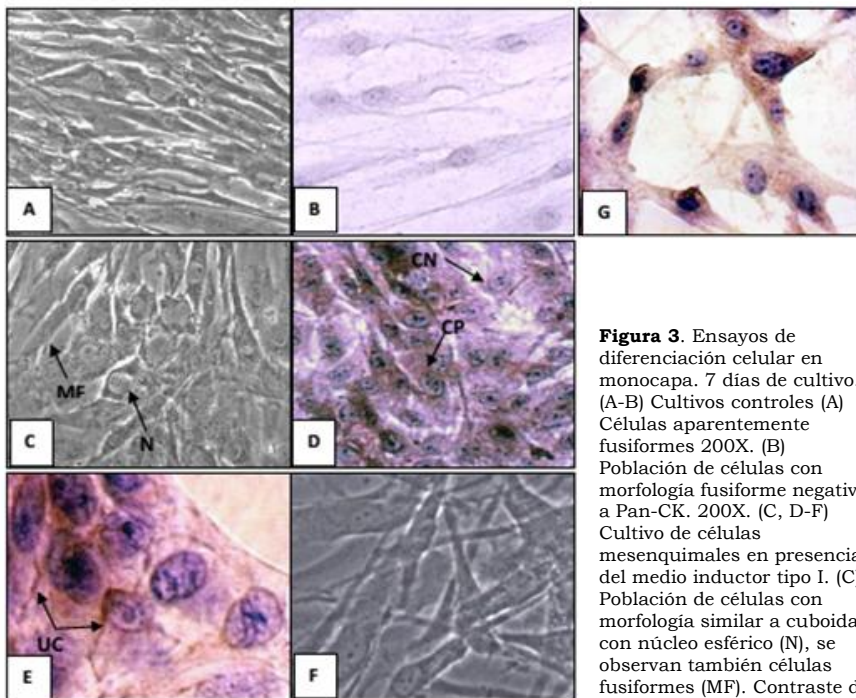 A
B
G
CN
CP
MF
N
C
D
UC
E
F
Figura 3. Ensayos de
diferenciación celular en
monocapa. 7 días de cultivo
(A-B) Cultivos controles (A)
Células aparentemente
fusiformes 200X. (B)
Población de células con
morfología fusiforme negativ
a Pan-CK. 200X. (C, D-F)
Cultivo de células
mesenquimales en presencia
del medio inductor tipo I. (C)
Población de células con
morfología similar a cuboida
con núcleo esférico (N), se
observan también células
fusiformes (MF). Contraste d